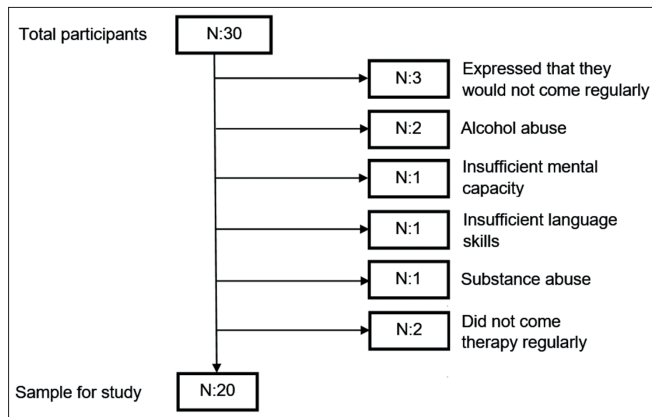 Total participants
N:30
N:3
Expressed that they
would not come regularly
N:2
Alcohol abuse
N:1
Insufficient mental
capacity
N:1
Insufficient language
skills
N:1
Substance abuse
N:2
Did not come
therapy regularly
Sample for study
N:20